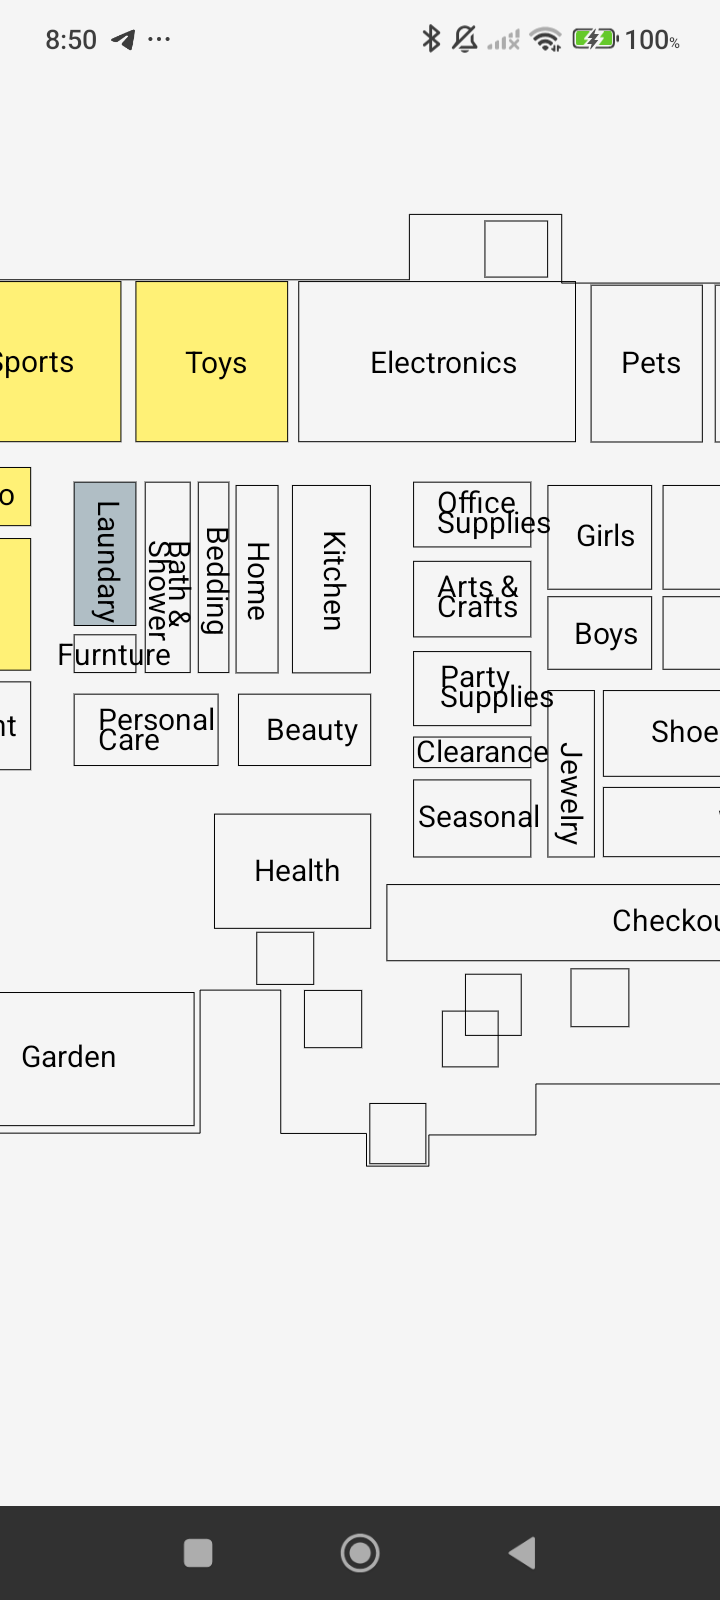 8:50
100%
Sports
Toys
Electronics
Pets
o
Laundary
Bath &
Shower
Bedding
Home
Kitchen
Office
Supplies
Girls
Arts &
Crafts
Boys
Furnture
Party
Supplies
nt
Personal
Care
Beauty
Clearance
Jewelry
Shoe
Seasonal
Health
Checkou
Garden